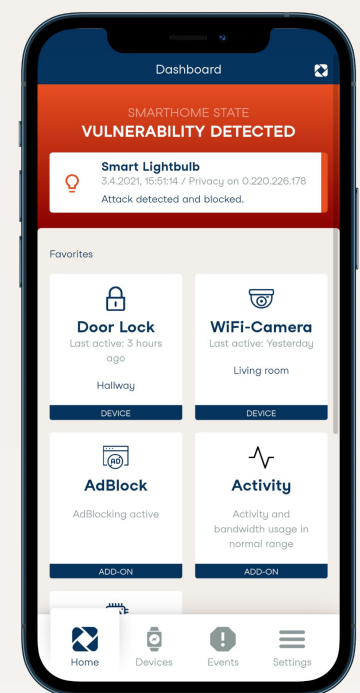 Dashboard
SMARTHOME STATE
VULNERABILITY DETECTED
Smart Lightbulb
3.4.2021, 15:51:14 / Privacy on 0.220.226.178
Attack detected and blocked.
Favorites
Door Lock
Last active: 3 hours
ago
Hallway
DEVICE
WiFi-Camera
Last active: Yesterday
Living room
DEVICE
AD
AdBlock
AdBlocking active
ADD-ON
Activity
Activity and
bandwidth usage in
normal range
ADD-ON
Home
Devices
Events
Settings